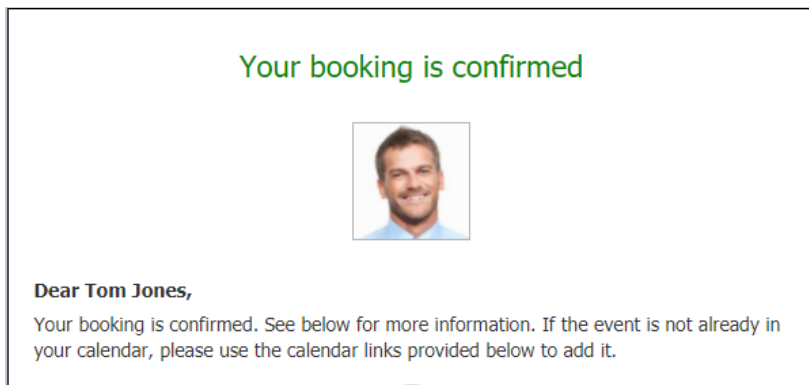 Your booking is confirmed
Dear Tom Jones,
Your booking is confirmed. See below for more information. If the event is not already in
your calendar, please use the calendar links provided below to add it.